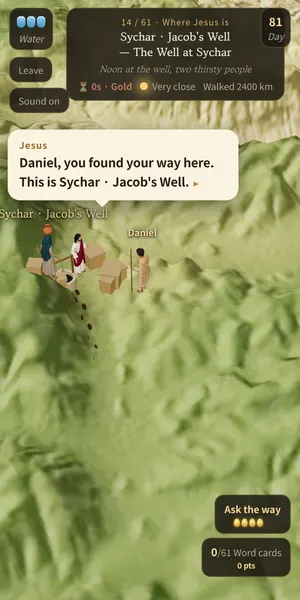 14 / 61 · Where Jesus is
Sychar · Jacob's Well
— The Well at Sychar
Noon at the well, two thirsty people
0s · Gold Very close Walked 2400 km
81
Day
Water
Leave
Sound on
Jesus
Daniel, you found your way here.
This is Sychar · Jacob's Well. ▸
Sychar · Jacob's Well
Daniel
Ask the way
0/61 Word cards
0 pts